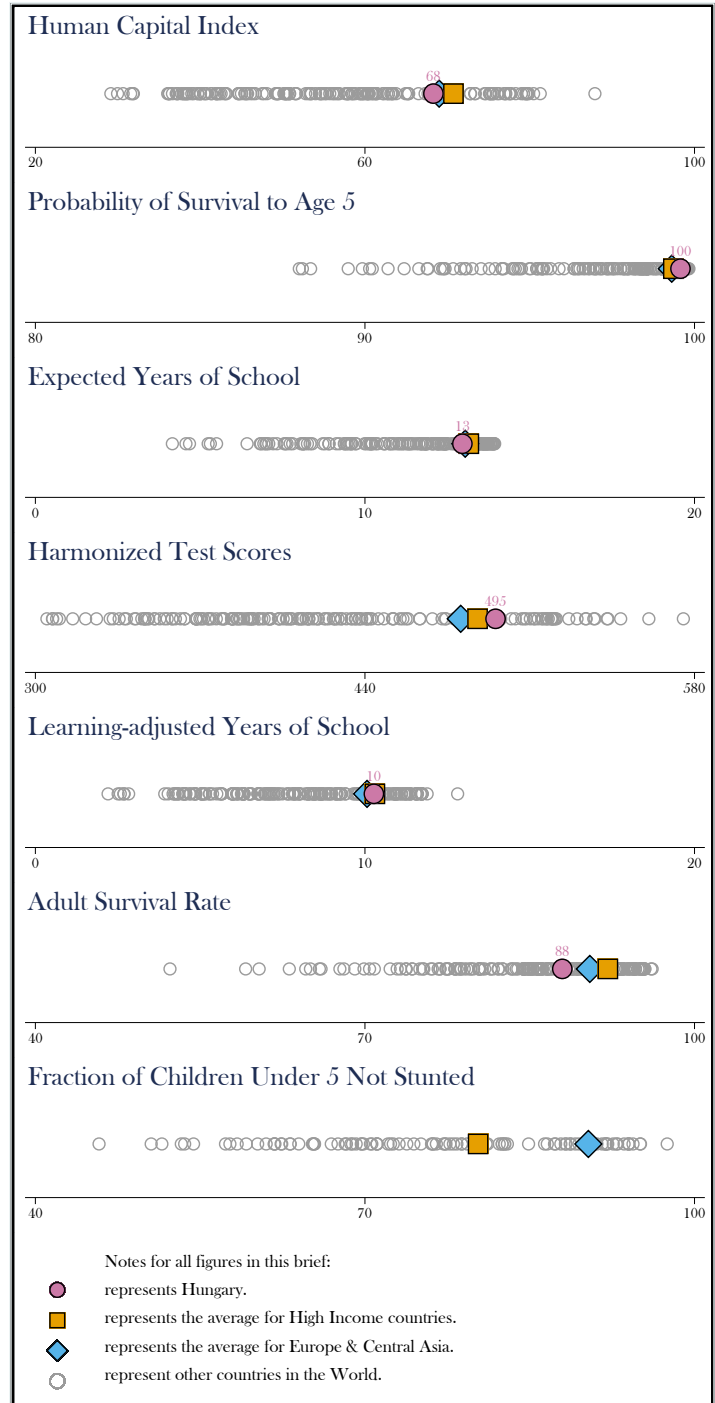 Human Capital Index
68
20 60 100
Probability of Survival to Age 5
100
80 90 100
Expected Years of School
13
0 10 20
Harmonized Test Scores
495
300 440 580
Learning-adjusted Years of School
10
0 10 20
Adult Survival Rate
88
40 70 100
Fraction of Children Under 5 Not Stunted
40 70 100
Notes for all figures in this brief:
represents Hungary.
represents the average for High Income countries.
represents the average for Europe & Central Asia.
represent other countries in the World.